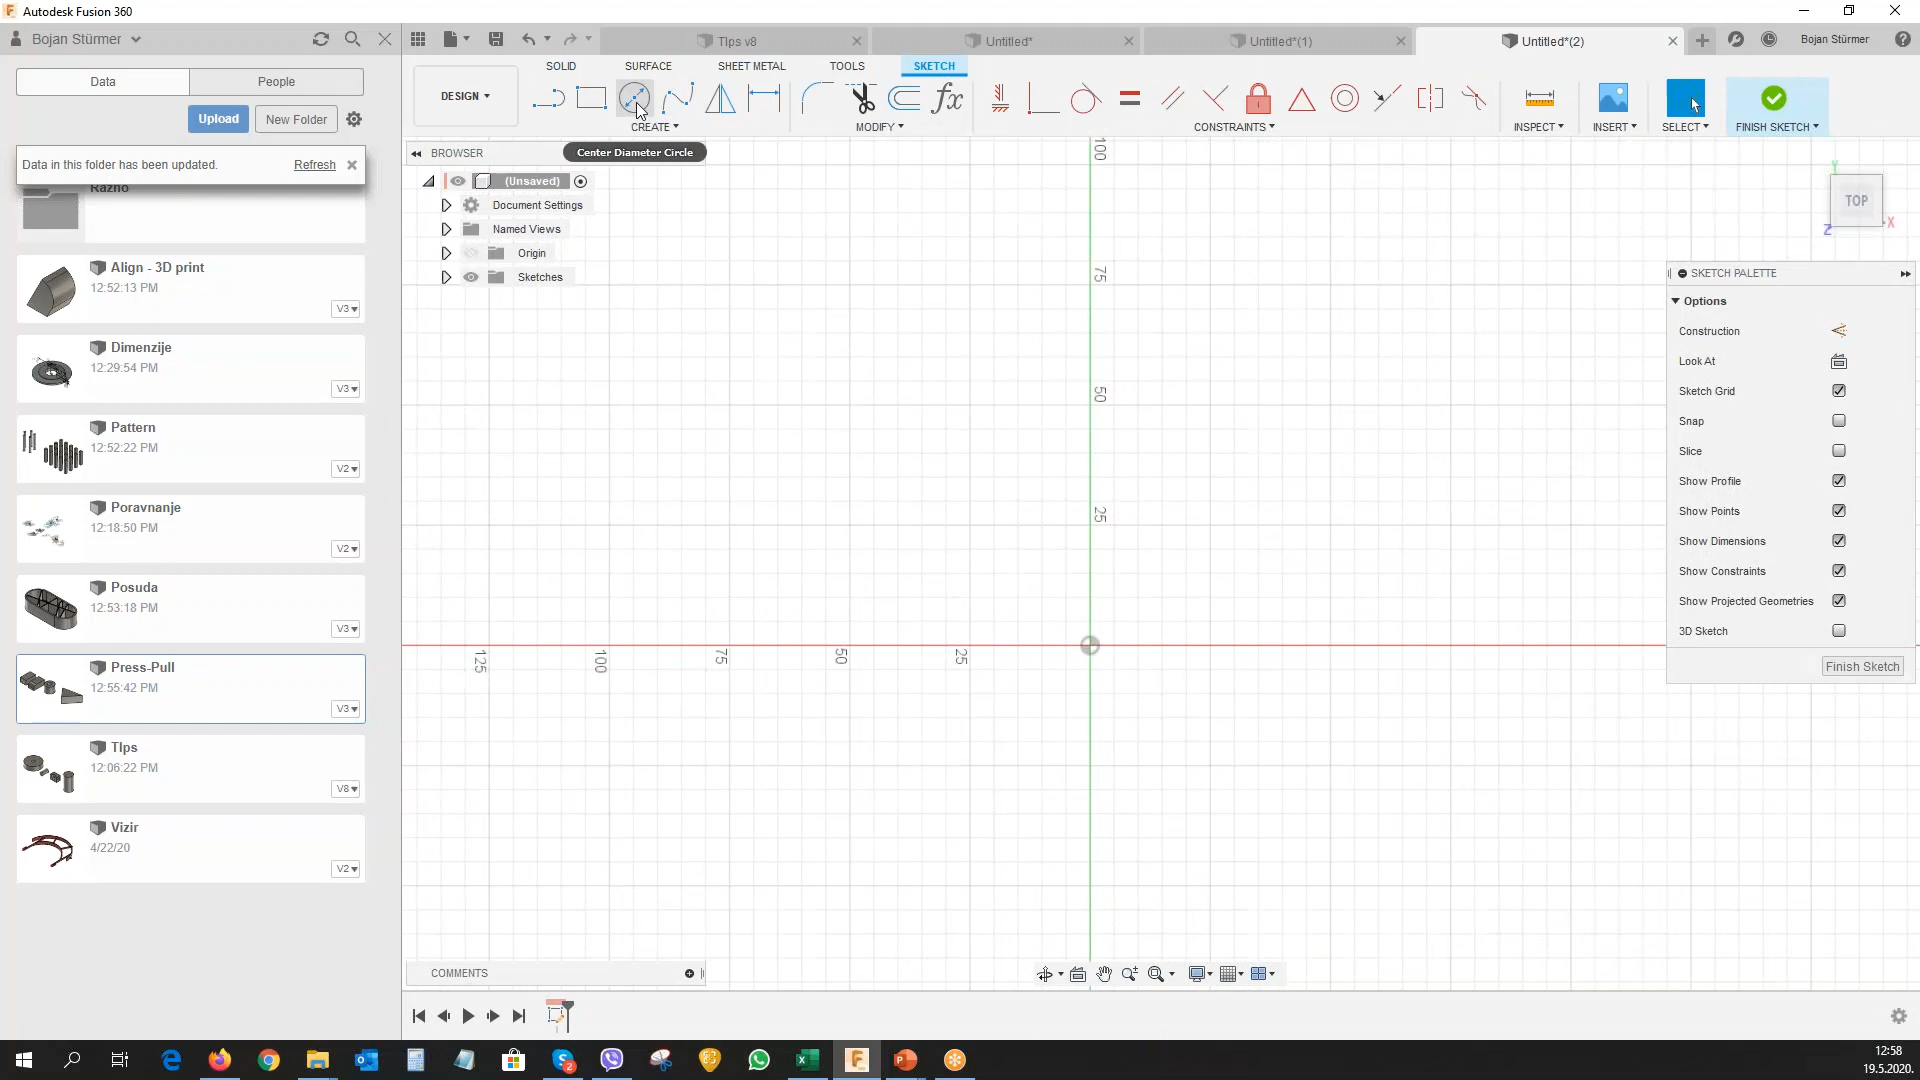 Autodesk Fusion 360
Bojan Stürmer
TIps v8
Untitled*
Untitled*(1)
Untitled*(2)
Bojan Stürmer
Data
People
SOLID
SURFACE
SHEET METAL
TOOLS
SKETCH
DESIGN
Upload
New Folder
CREATE
MODIFY
CONSTRAINTS
INSPECT
INSERT
SELECT
FINISH SKETCH
fx
Data in this folder has been updated.
Refresh
BROWSER
Center Diameter Circle
(Unsaved)
Document Settings
Named Views
Origin
Sketches
Razno
Align - 3D print
12:52:13 PM
V3
Dimenzije
12:29:54 PM
V3
Pattern
12:52:22 PM
V2
Poravnanje
12:18:50 PM
V2
Posuda
12:53:18 PM
V3
Press-Pull
12:55:42 PM
V3
TIps
12:06:22 PM
V8
Vizir
4/22/20
V2
100
75
50
25
125
100
75
50
25
Y
TOP
X
Z
SKETCH PALETTE
Options
Construction
Look At
Sketch Grid
Snap
Slice
Show Profile
Show Points
Show Dimensions
Show Constraints
Show Projected Geometries
3D Sketch
Finish Sketch
COMMENTS
2
12:58
19.5.2020.